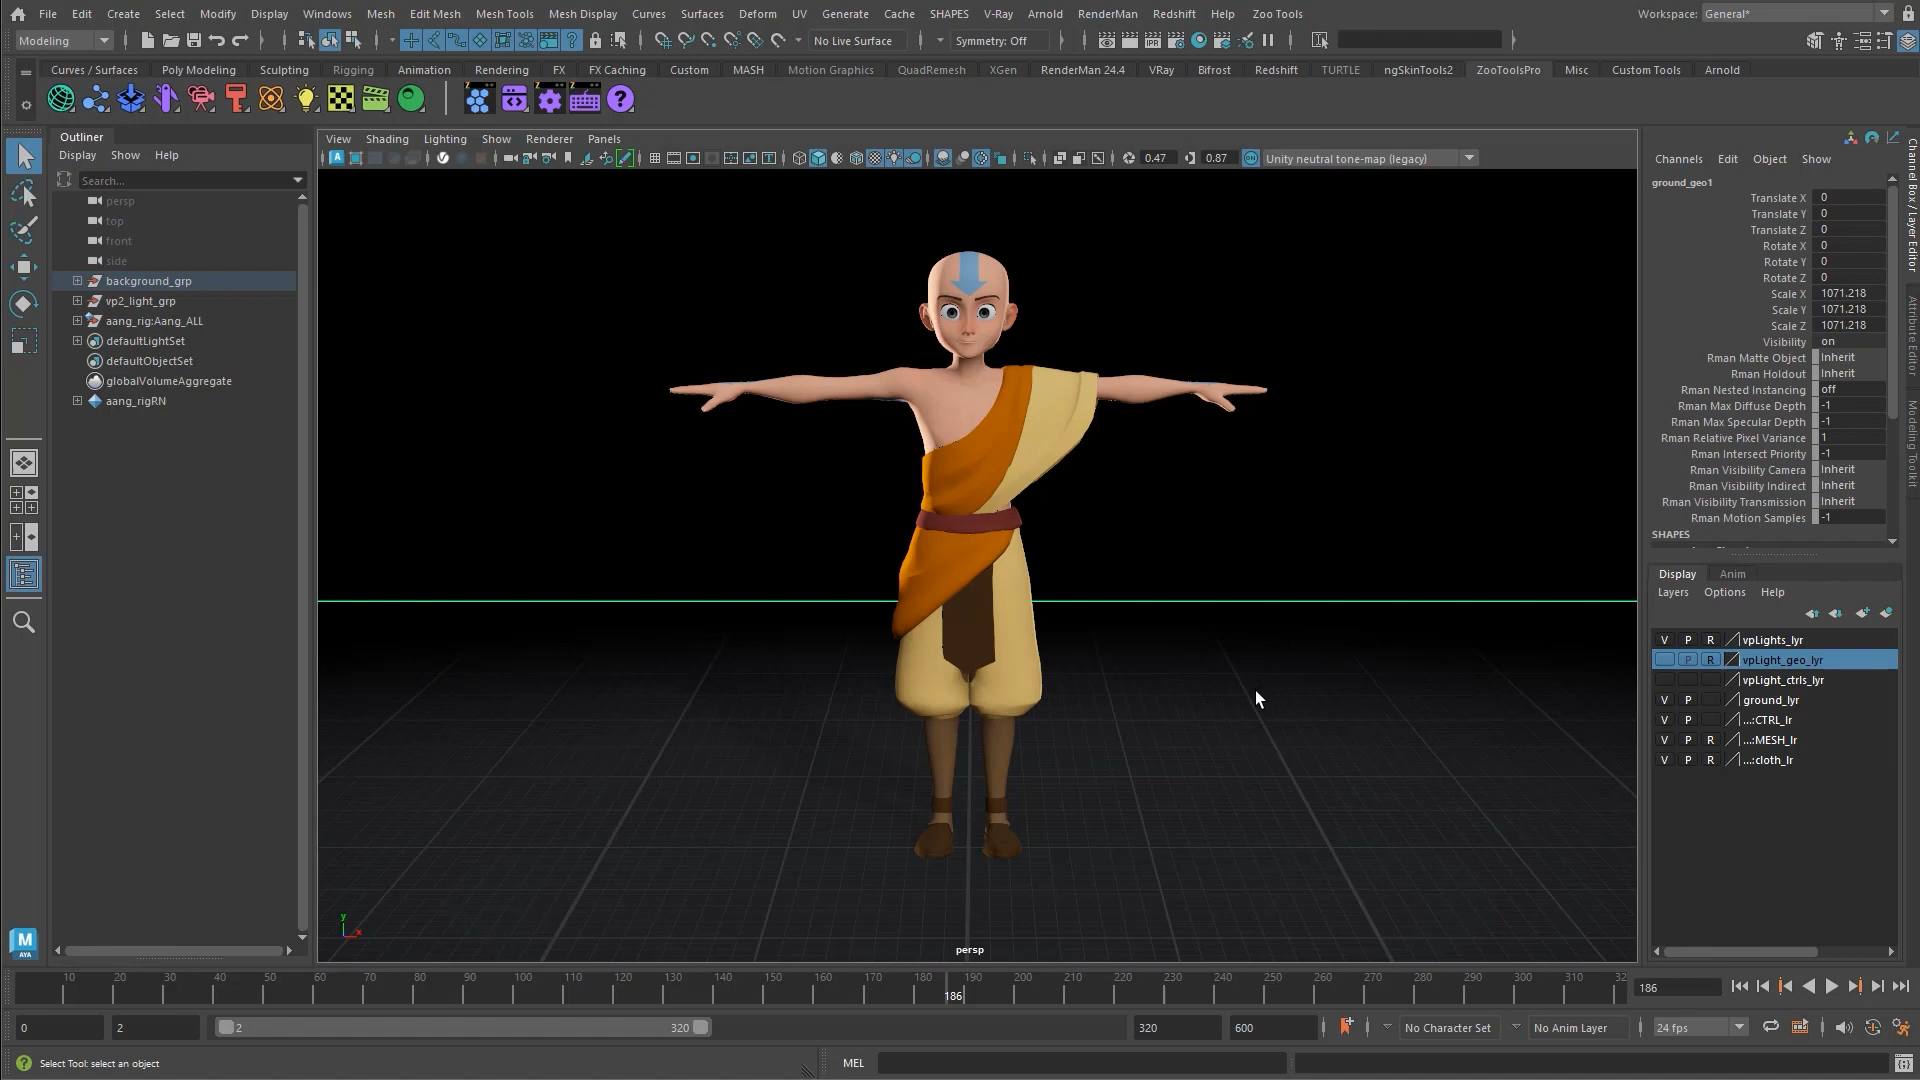 File Edit Create Select Modify Display Windows Mesh Edit Mesh Mesh Tools Mesh Display Curves Surfaces Deform UV Generate Cache SHAPES V-Ray Arnold RenderMan Redshift Help Zoo Tools Workspace: General*
Modeling No Live Surface Symmetry: Off
Curves / Surfaces Poly Modeling Sculpting Rigging Animation Rendering FX FX Caching Custom MASH Motion Graphics QuadRemesh XGen RenderMan 24.4 VRay Bifrost Redshift TURTLE ngSkinTools2 ZooToolsPro Misc Custom Tools Arnold
Outliner
Display Show Help
Search...
persp
top
front
side
background_grp
vp2_light_grp
aang_rig:Aang_ALL
defaultLightSet
defaultObjectSet
globalVolumeAggregate
aang_rigRN
View Shading Lighting Show Renderer Panels
0.47 0.87 Unity neutral tone-map (legacy)
persp
Channels Edit Object Show
ground_geo1
Translate X 0
Translate Y 0
Translate Z 0
Rotate X 0
Rotate Y 0
Rotate Z 0
Scale X 1071.218
Scale Y 1071.218
Scale Z 1071.218
Visibility on
Rman Matte Object Inherit
Rman Holdout Inherit
Rman Nested Instancing off
Rman Max Diffuse Depth -1
Rman Max Specular Depth -1
Rman Relative Pixel Variance 1
Rman Intersect Priority -1
Rman Visibility Camera Inherit
Rman Visibility Indirect Inherit
Rman Visibility Transmission Inherit
Rman Motion Samples -1
SHAPES
Channel Box / Layer Editor
Attribute Editor
Modeling Toolkit
Display Anim
Layers Options Help
V P R vpLights_lyr
P R vpLight_geo_lyr
vpLight_ctrls_lyr
V P ground_lyr
V P ...:CTRL_lr
V P R ...:MESH_lr
V P R ...:cloth_lr
M
AYA
10 20 30 40 50 60 70 80 90 100 110 120 130 140 150 160 170 180 190 200 210 220 230 240 250 260 270 280 290 300 310 32
186
186
0 2 2 320 320 600 No Character Set No Anim Layer 24 fps
Select Tool: select an object MEL